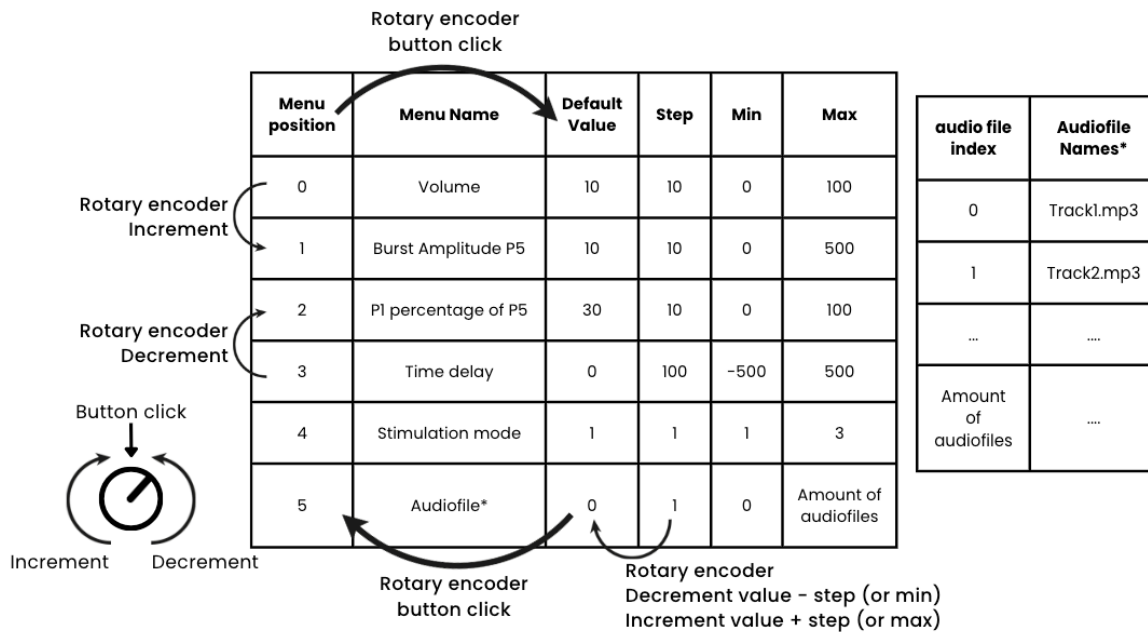 Rotary encoder
button click
Menu position | Menu Name | Default Value | Step | Min | Max
0 | Volume | 10 | 10 | 0 | 100
1 | Burst Amplitude P5 | 10 | 10 | 0 | 500
2 | P1 percentage of P5 | 30 | 10 | 0 | 100
3 | Time delay | 0 | 100 | -500 | 500
4 | Stimulation mode | 1 | 1 | 1 | 3
5 | Audiofile* | 0 | 1 | 0 | Amount of audiofiles
audio file index | Audiofile Names*
0 | Track1.mp3
1 | Track2.mp3
... | ....
Amount of audiofiles | ....
Rotary encoder
Increment
Rotary encoder
Decrement
Button click
Increment
Decrement
Rotary encoder
button click
Rotary encoder
Decrement value - step (or min)
Increment value + step (or max)